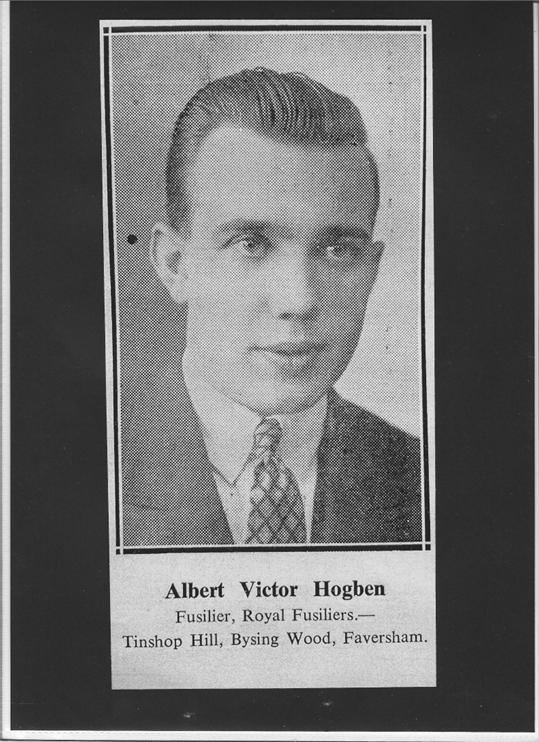 Albert Victor Hogben
Fusilier, Royal Fusiliers.—
Tinshop Hill, Bysing Wood, Faversham.